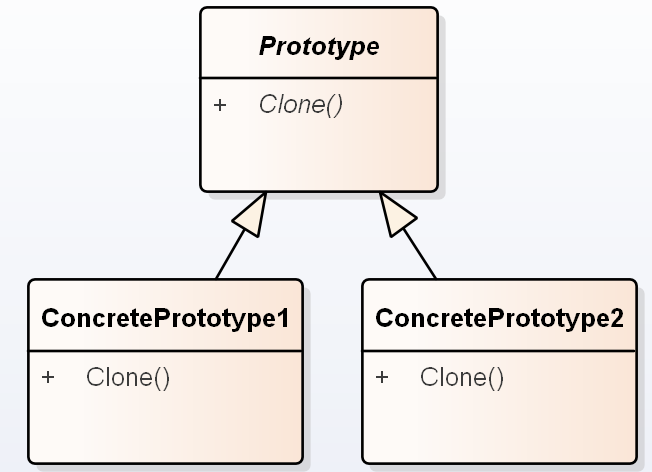 Prototype
+ Clone()
ConcretePrototype1
+ Clone()
ConcretePrototype2
+ Clone()